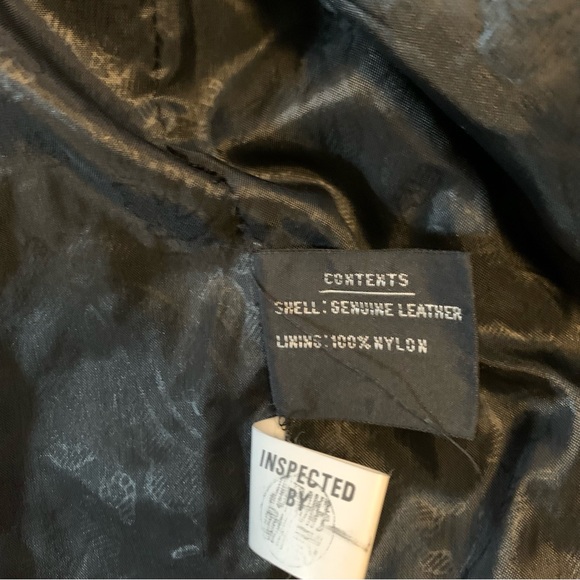 CONTENTS
SHELL: GENUINE LEATHER
LINING: 100% NYLON
INSPECTED
BY